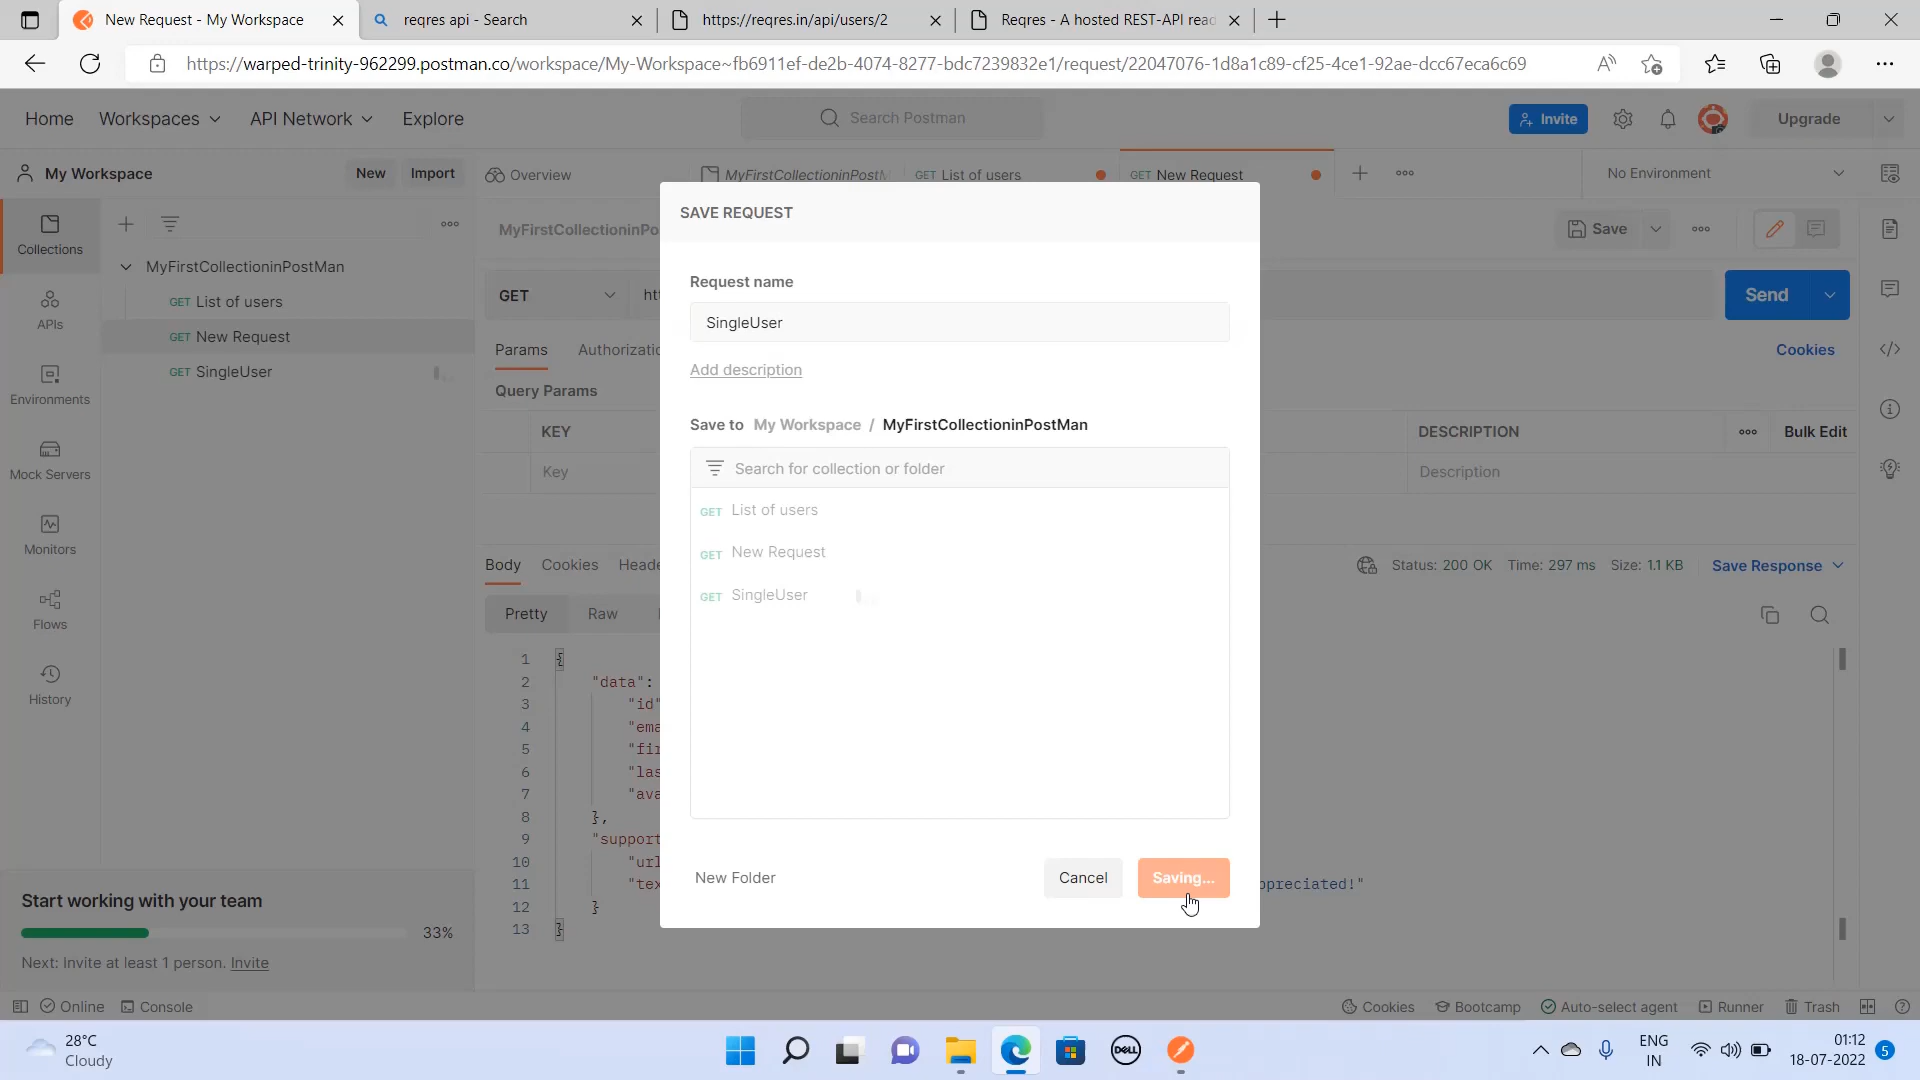 New Request - My Workspace
reqres api - Search
https://reqres.in/api/users/2
Reqres - A hosted REST-API read
https://warped-trinity-962299.postman.co/workspace/My-Workspace~fb6911ef-de2b-4074-8277-bdc7239832e1/request/22047076-1d8a1c89-cf25-4ce1-92ae-dcc67eca6c69
Home
Workspaces
API Network
Explore
Search Postman
Invite
Upgrade
My Workspace
New
Import
Overview
MyFirstCollectioninPostM
GET List of users
GET New Request
No Environment
Collections
APIs
Environments
Mock Servers
Monitors
Flows
History
MyFirstCollectioninPostMan
GET List of users
GET New Request
GET SingleUser
MyFirstCollectioninPo
Save
GET
htt
Send
Params
Authorizatio
Cookies
Query Params
KEY
DESCRIPTION
Bulk Edit
Key
Description
SAVE REQUEST
Request name
SingleUser
Add description
Save to My Workspace / MyFirstCollectioninPostMan
Search for collection or folder
GET List of users
GET New Request
GET SingleUser
New Folder
Cancel
Saving...
Body
Cookies
Heade
Status: 200 OK Time: 297 ms Size: 1.1 KB
Save Response
Pretty
Raw
1 {
2 "data":
3 "id"
4 "ema
5 "fir
6 "las
7 "ava
8 },
9 "support
10 "url
11 "tex
ppreciated!"
12 }
13 }
Start working with your team
33%
Next: Invite at least 1 person. Invite
Online
Console
Cookies
Bootcamp
Auto-select agent
Runner
Trash
28°C
Cloudy
DELL
ENG
IN
01:12
18-07-2022
5